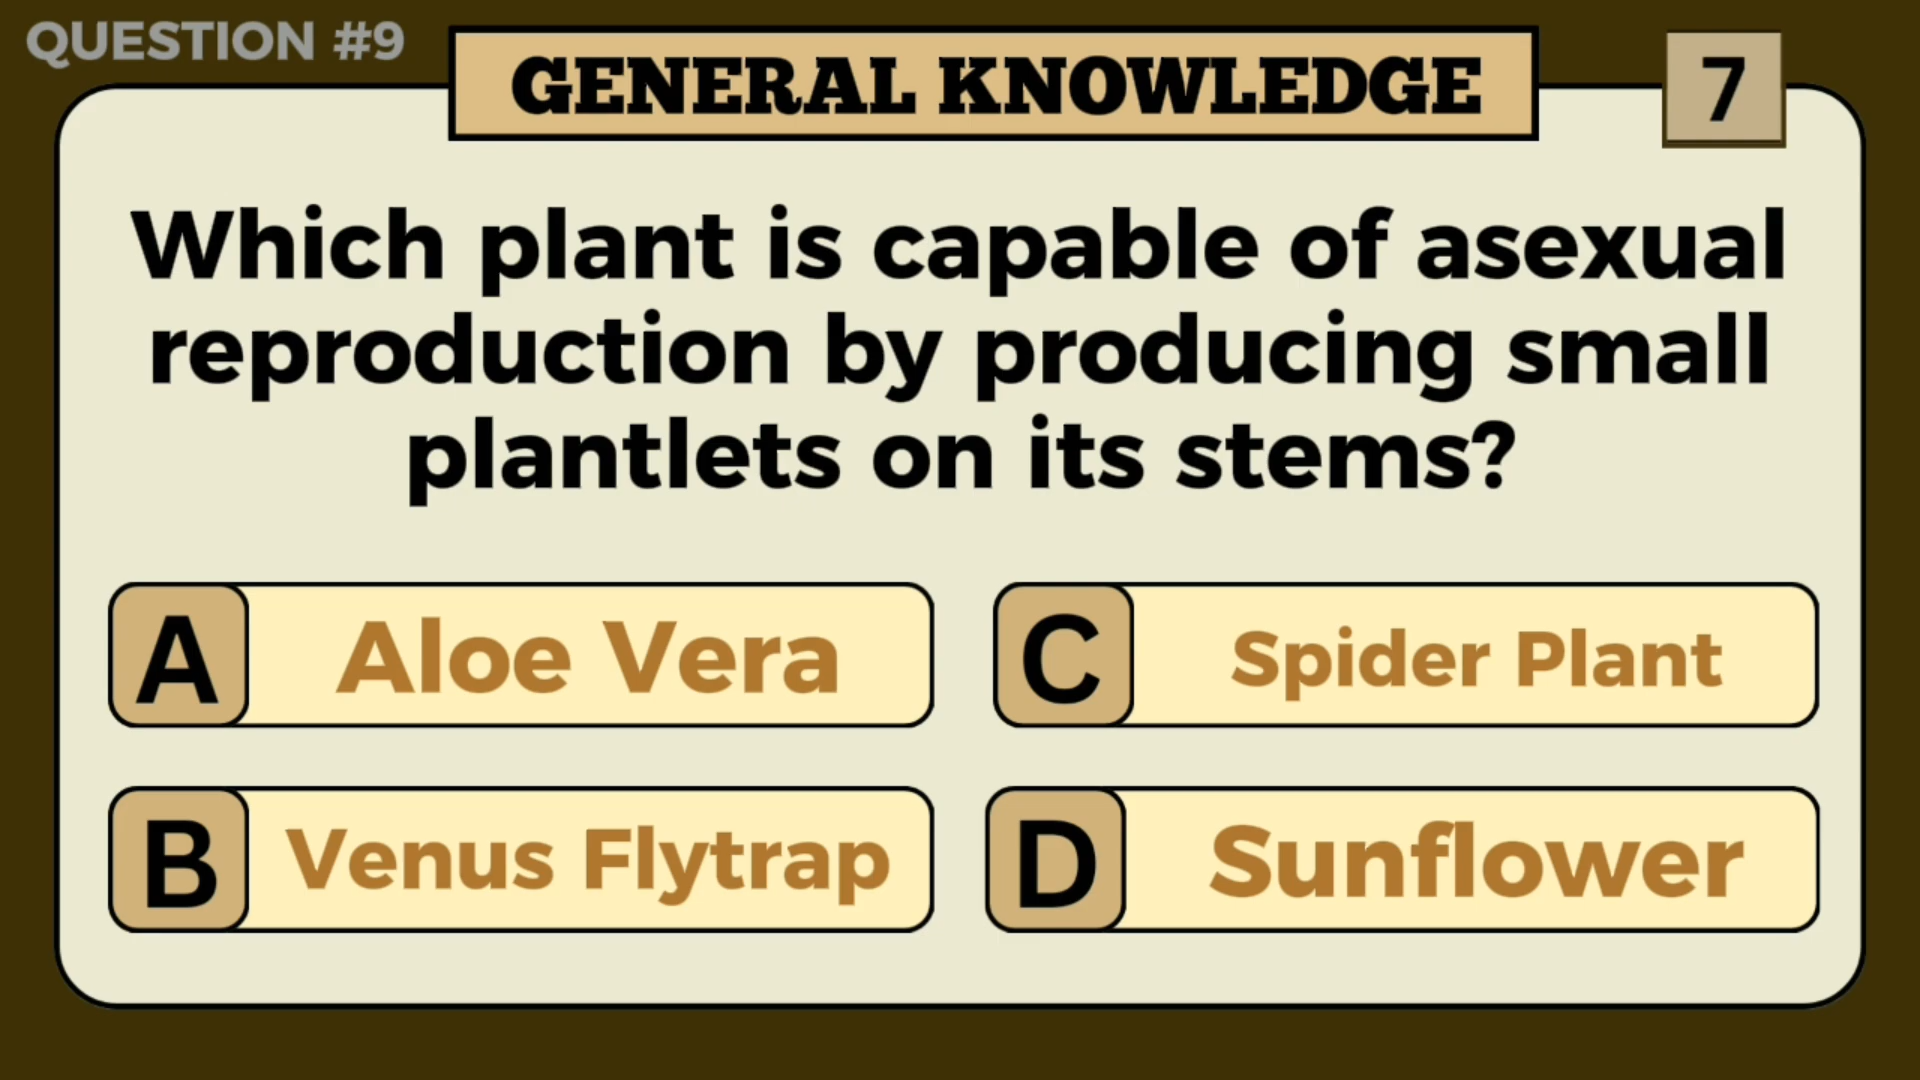 QUESTION #9
GENERAL KNOWLEDGE
7
Which plant is capable of asexual
reproduction by producing small
plantlets on its stems?
A Aloe Vera
C Spider Plant
B Venus Flytrap
D Sunflower